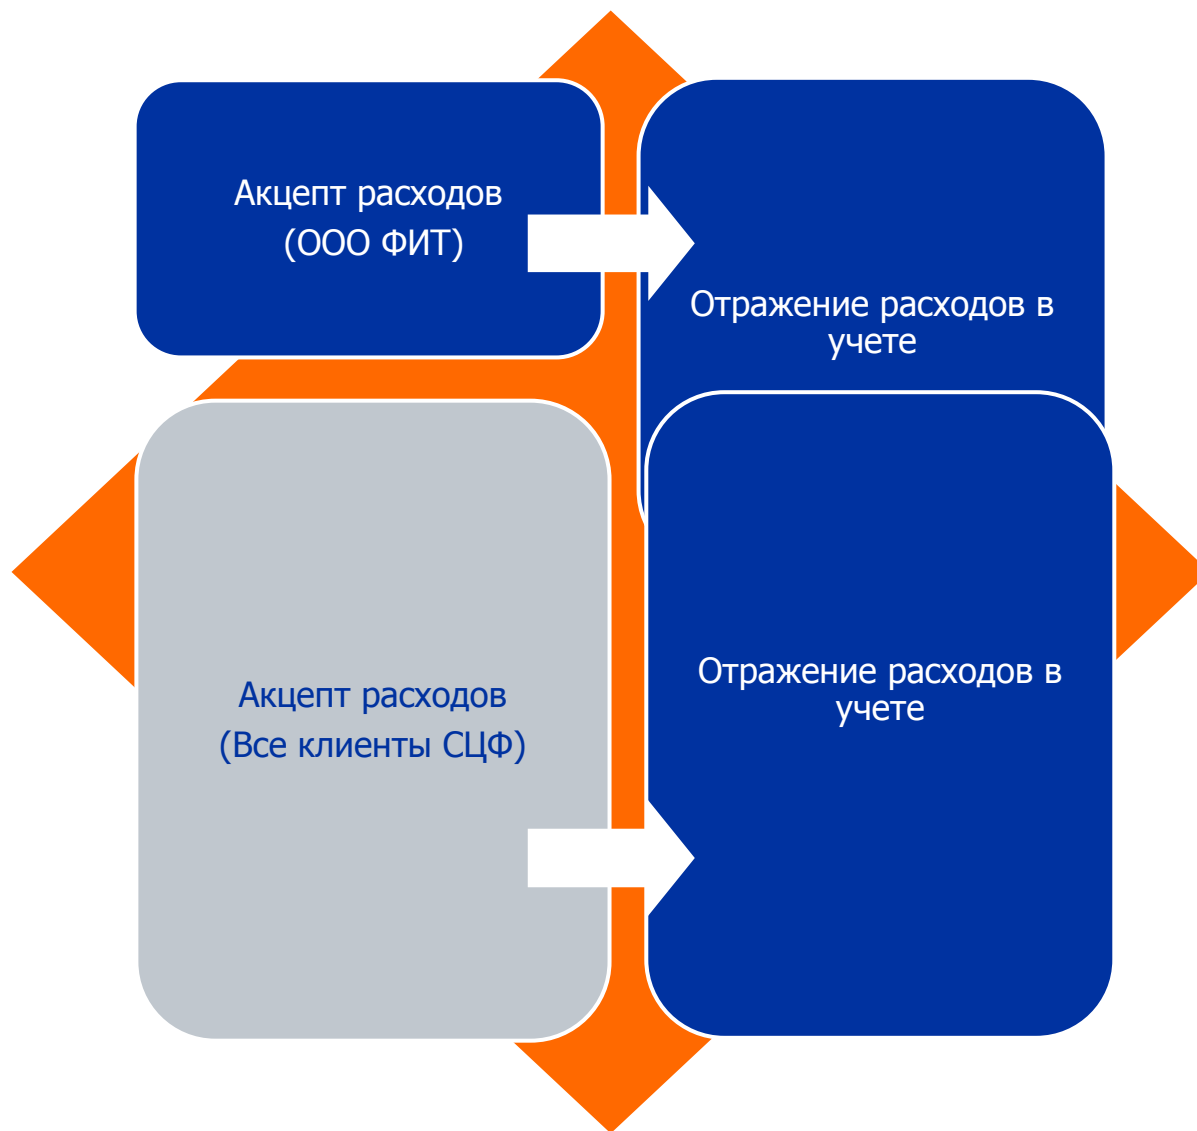 Акцепт расходов
(ООО ФИТ)
Отражение расходов в
учете
Акцепт расходов
(Все клиенты СЦФ)
Отражение расходов в
учете